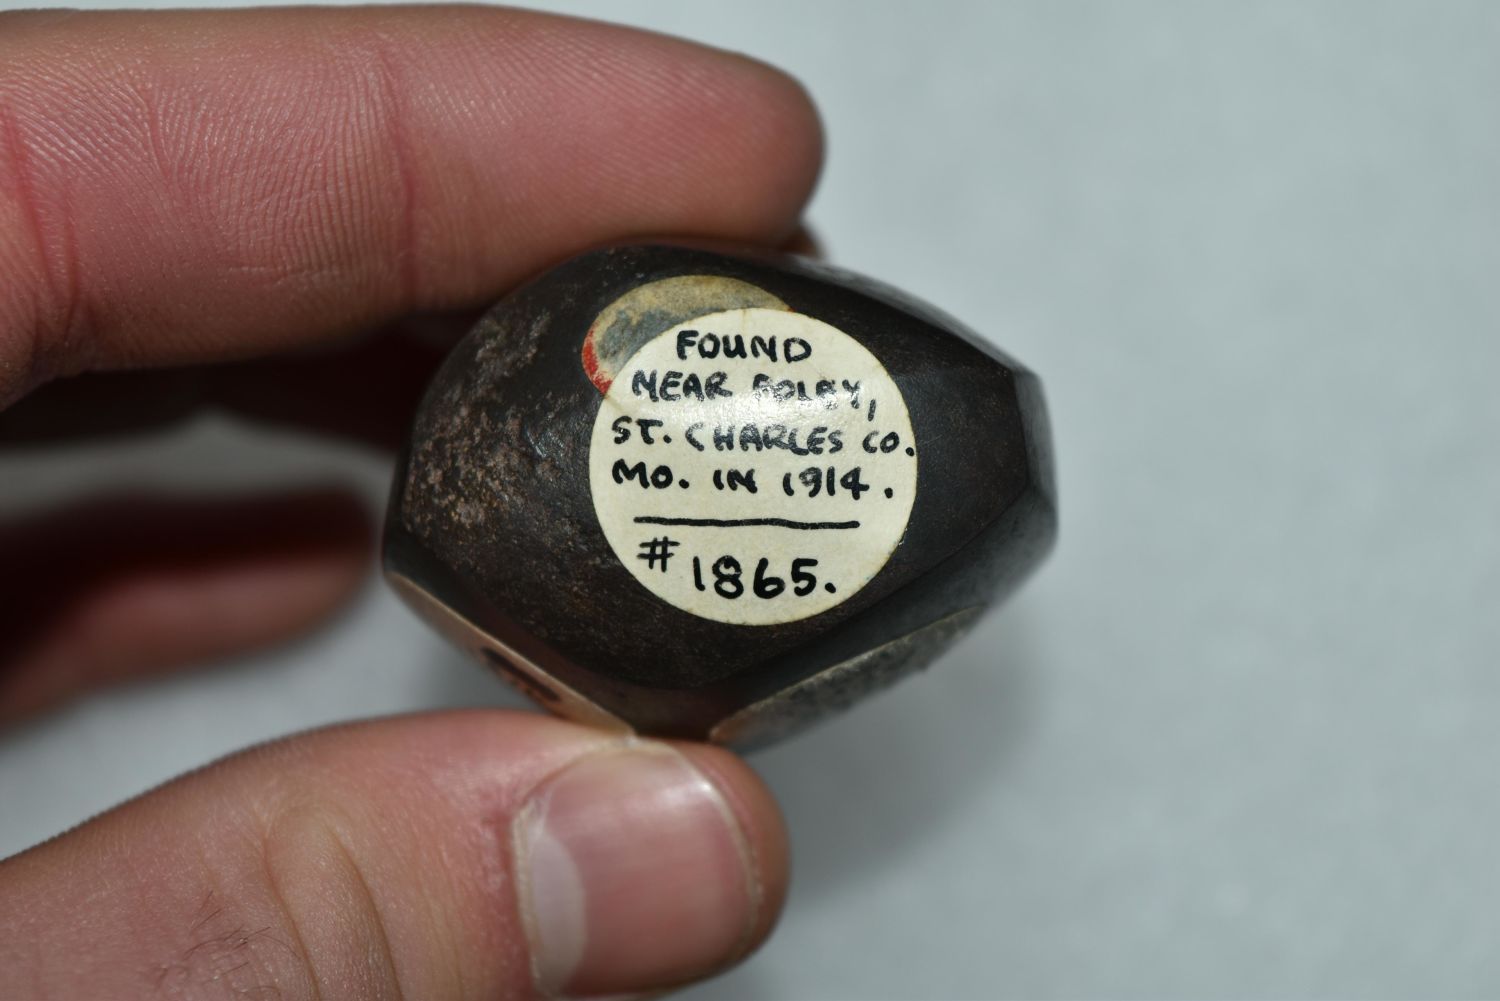 FOUND
NEAR FOLEY,
ST. CHARLES CO.
MO. IN 1914.
#1865.